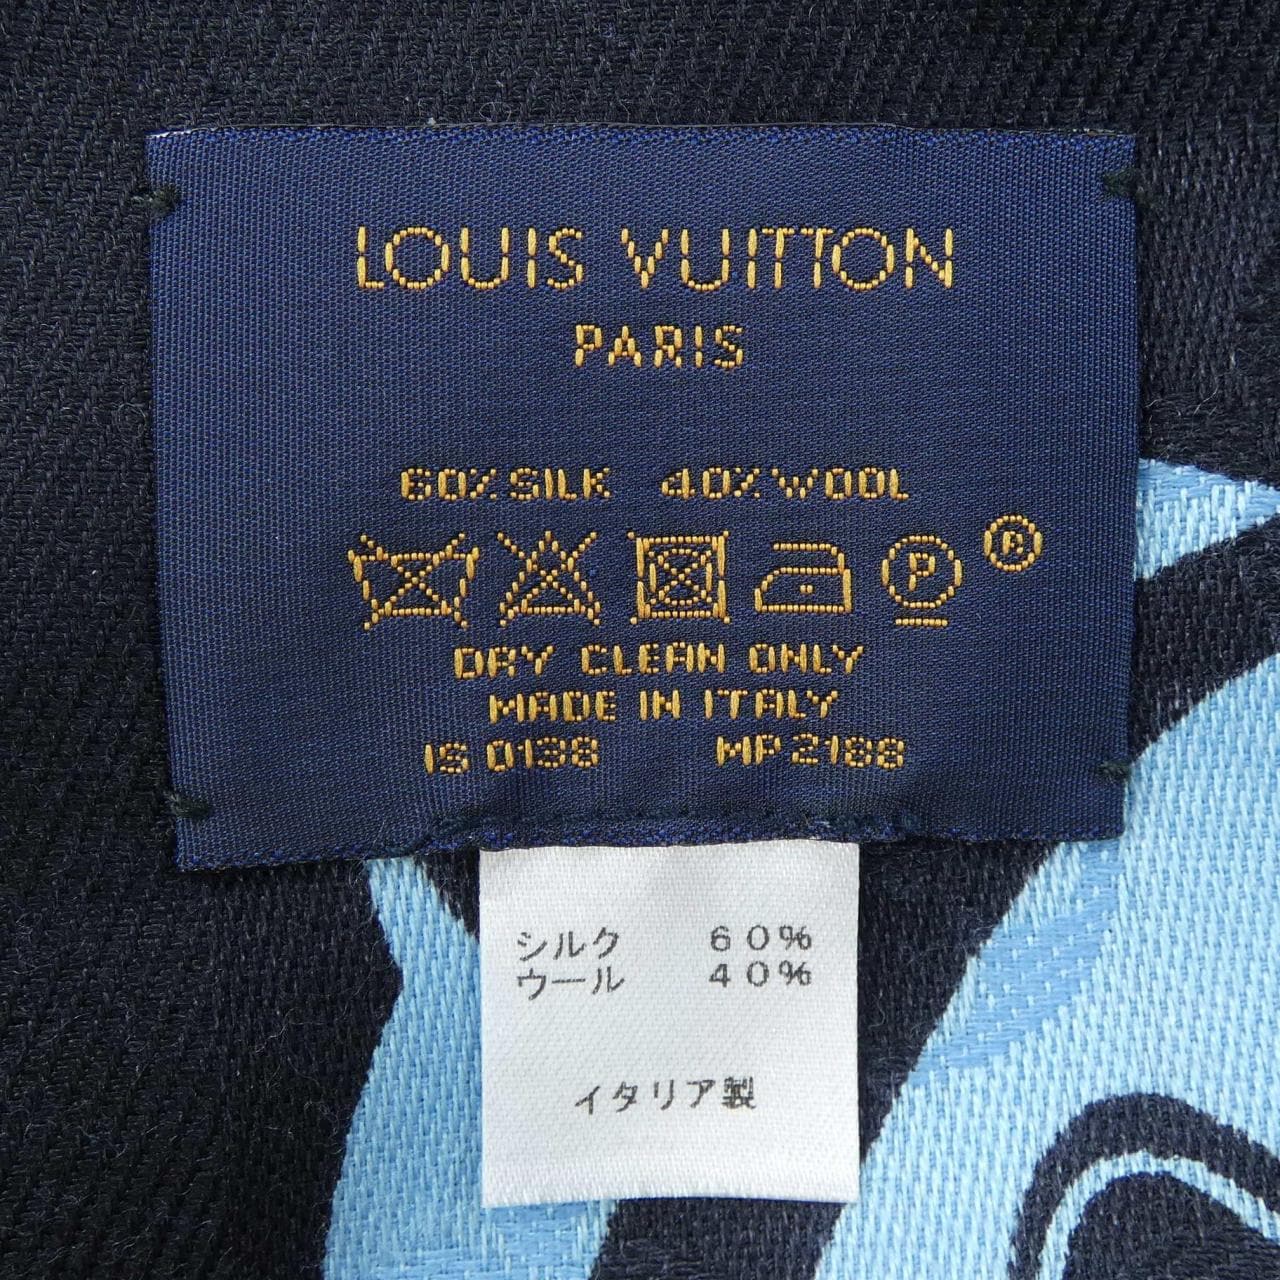 LOUIS VUITTON
PARIS
60% SILK 40% WOOL
P ®
DRY CLEAN ONLY
MADE IN ITALY
IS 0138 MP2188
シルク 60%
ウール 40%
イタリア製